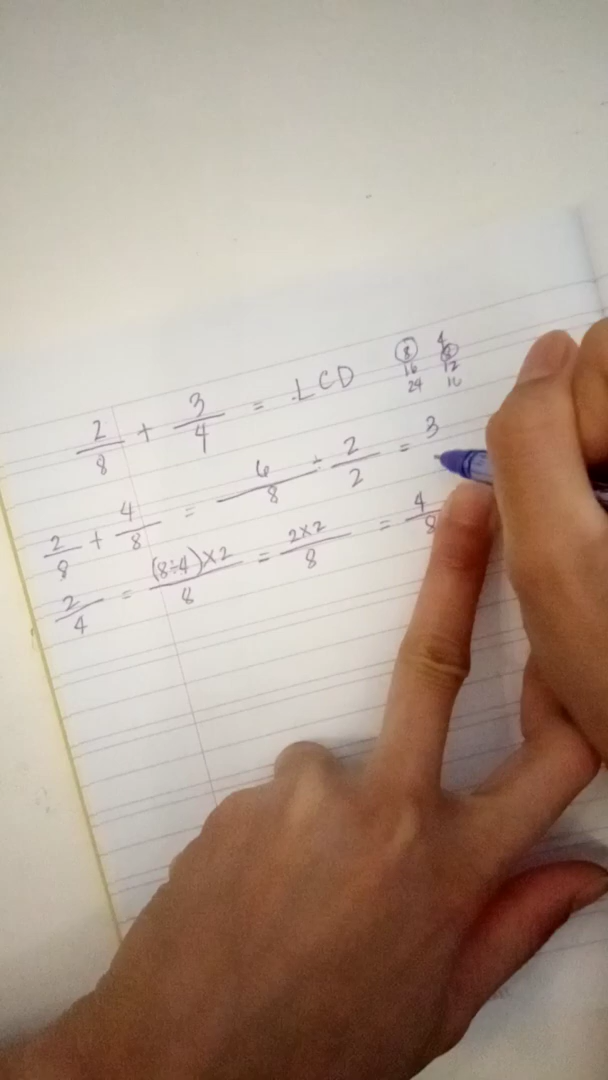 2/8 + 3/4 = LCD
8 4
16 8
24 12
16
2/8 + 4/8 = 6/8 ÷ 2/2 = 3
2/4 = (8÷4)×2/8 = 2×2/8 = 4/8